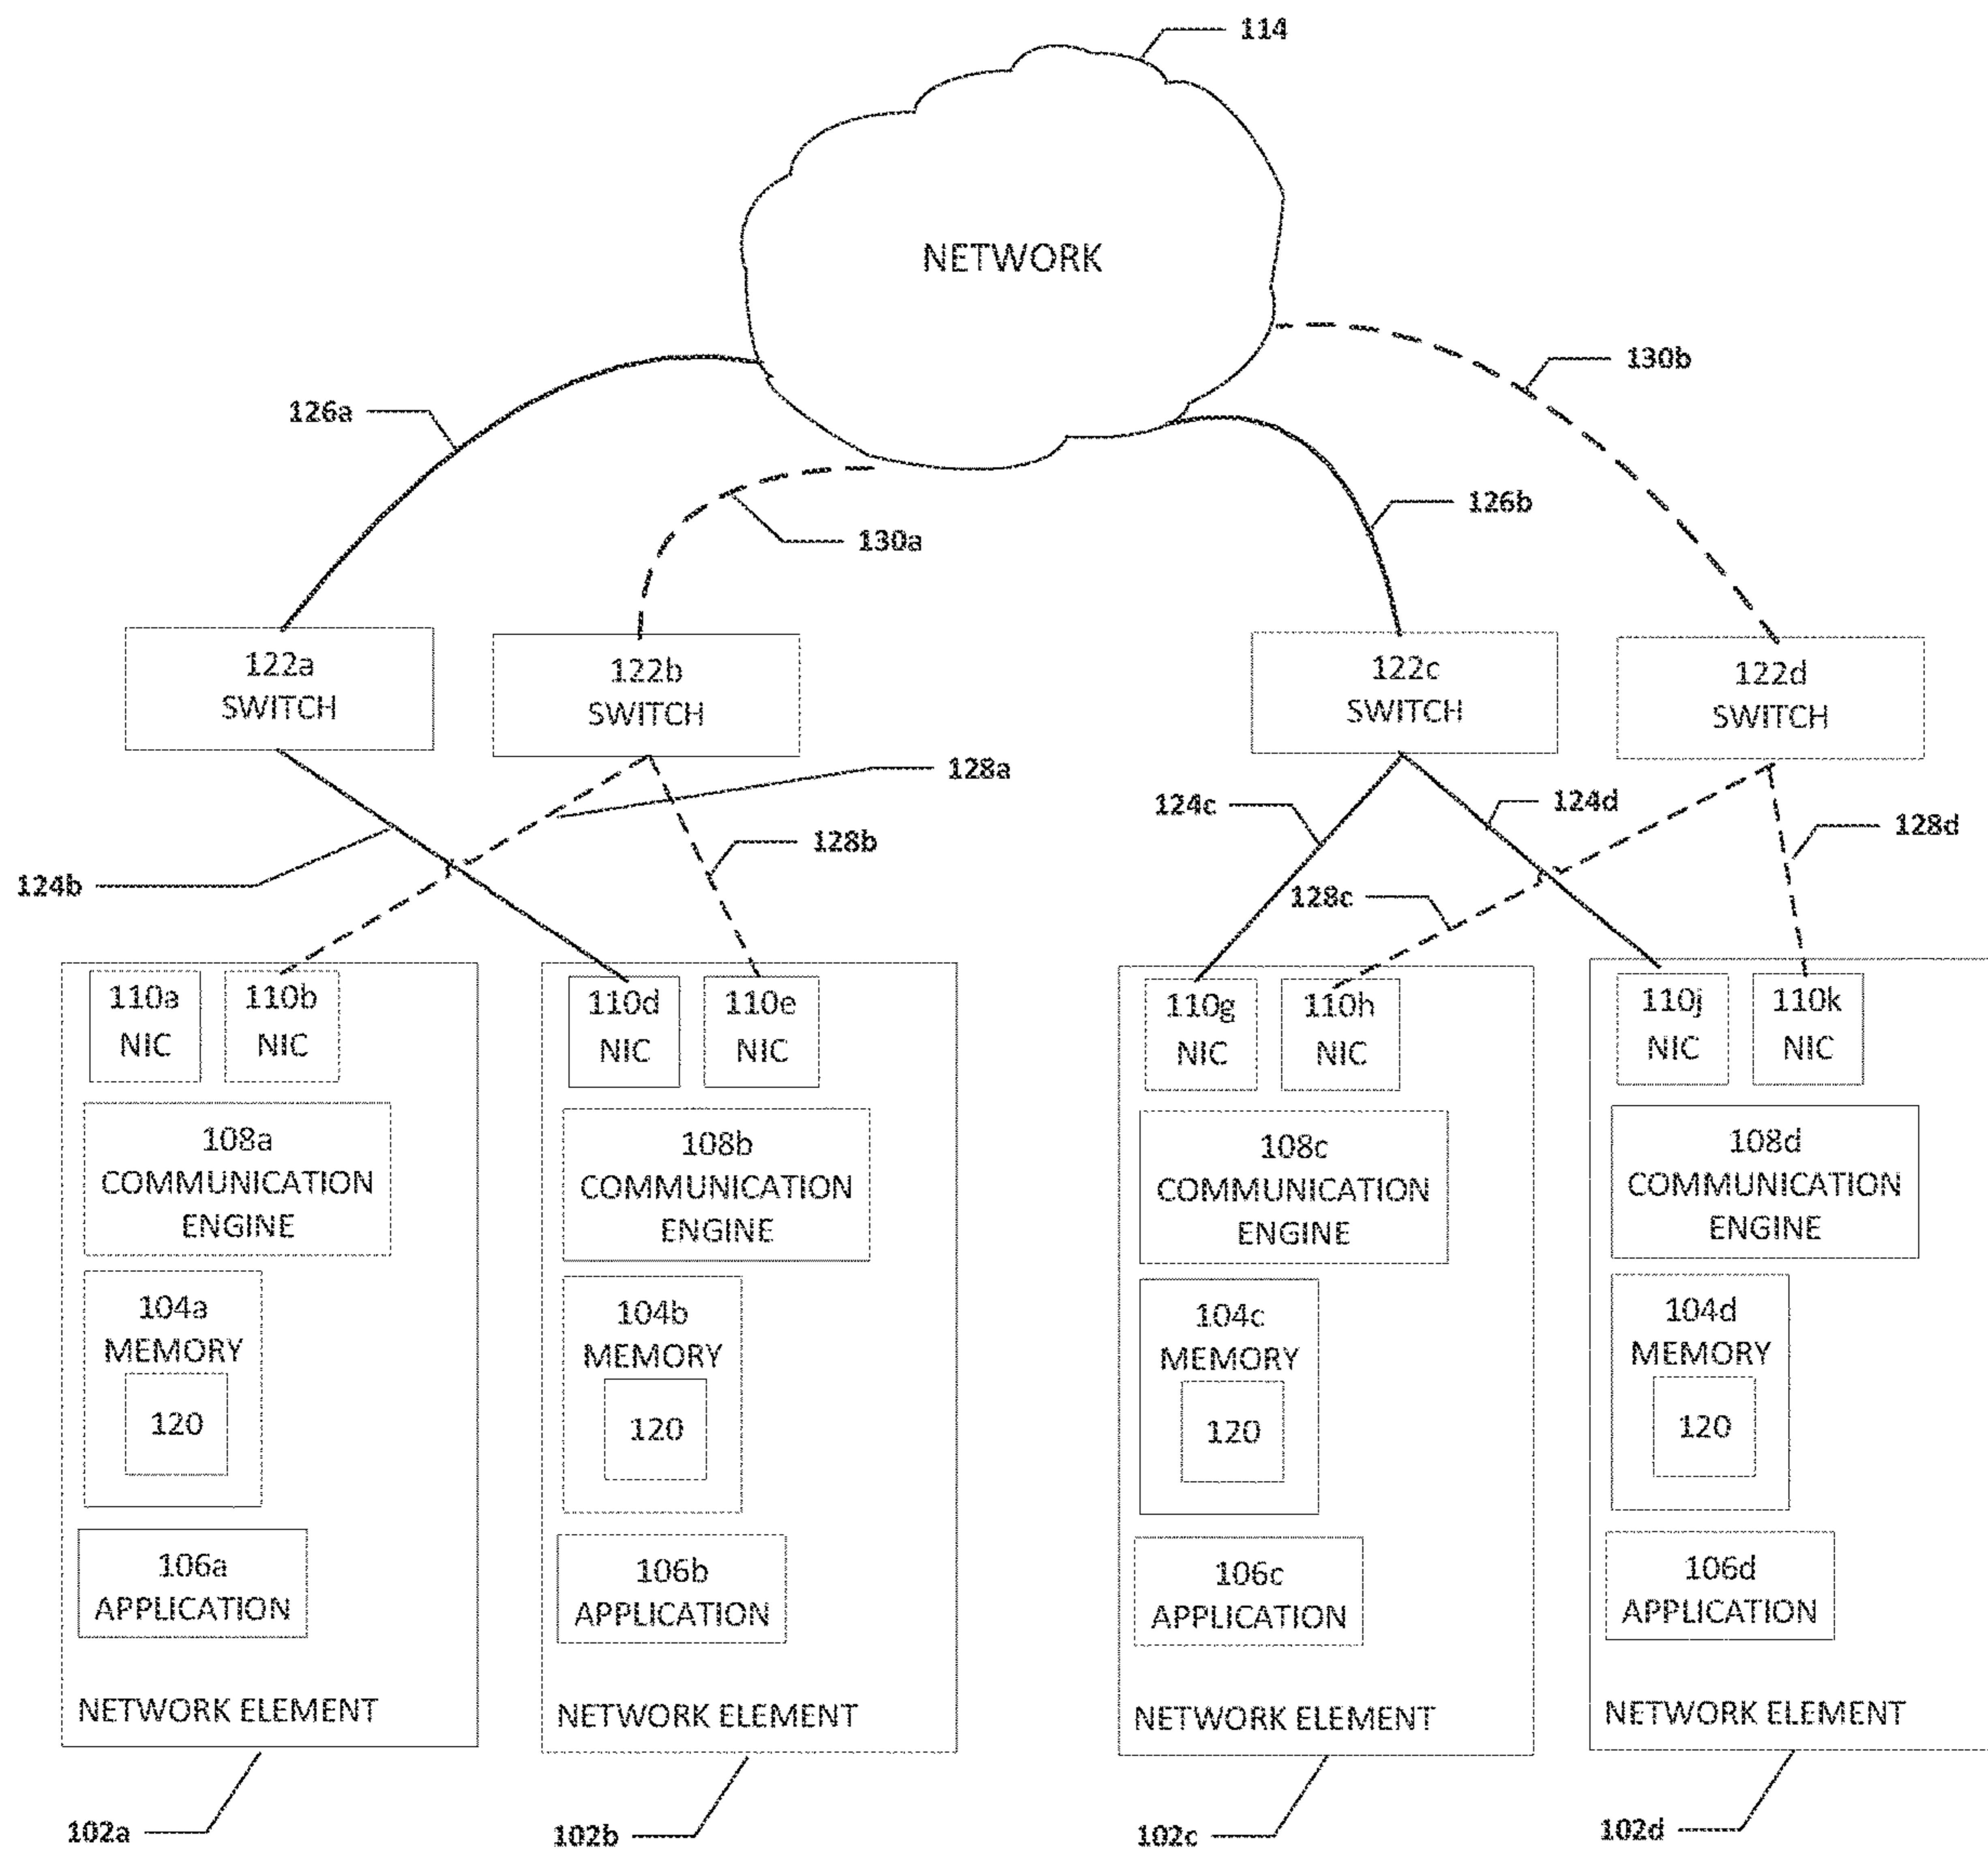 114
NETWORK
130b
126a
126b
130a
122a
SWITCH
122b
SWITCH
122c
SWITCH
122d
SWITCH
128a
124c
124d
128d
128b
124b
128c
110a
NIC
110b
NIC
110d
NIC
110e
NIC
110g
NIC
110h
NIC
110j
NIC
110k
NIC
108a
COMMUNICATION
ENGINE
108b
COMMUNICATION
ENGINE
108c
COMMUNICATION
ENGINE
108d
COMMUNICATION
ENGINE
104a
MEMORY
120
104b
MEMORY
120
104c
MEMORY
120
104d
MEMORY
120
106a
APPLICATION
106b
APPLICATION
106c
APPLICATION
106d
APPLICATION
NETWORK ELEMENT
NETWORK ELEMENT
NETWORK ELEMENT
NETWORK ELEMENT
102a
102b
102c
102d